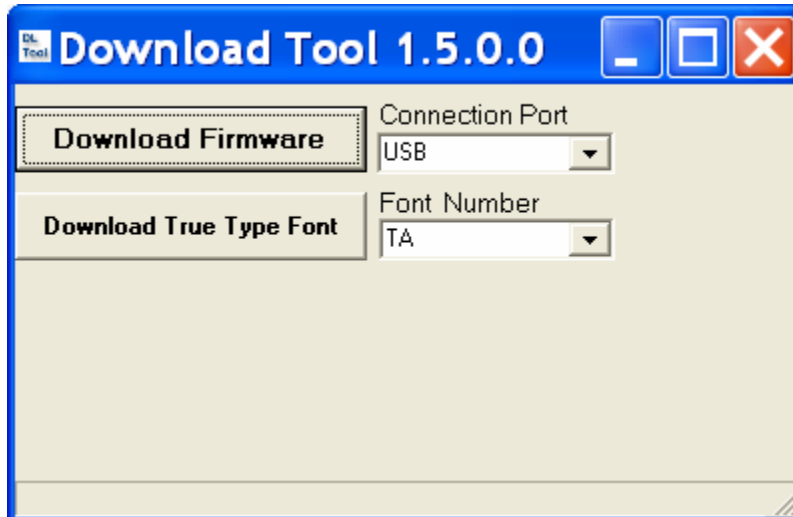 DL
Tool
Download Tool 1.5.0.0
Download Firmware
Connection Port
USB
Download True Type Font
Font Number
TA